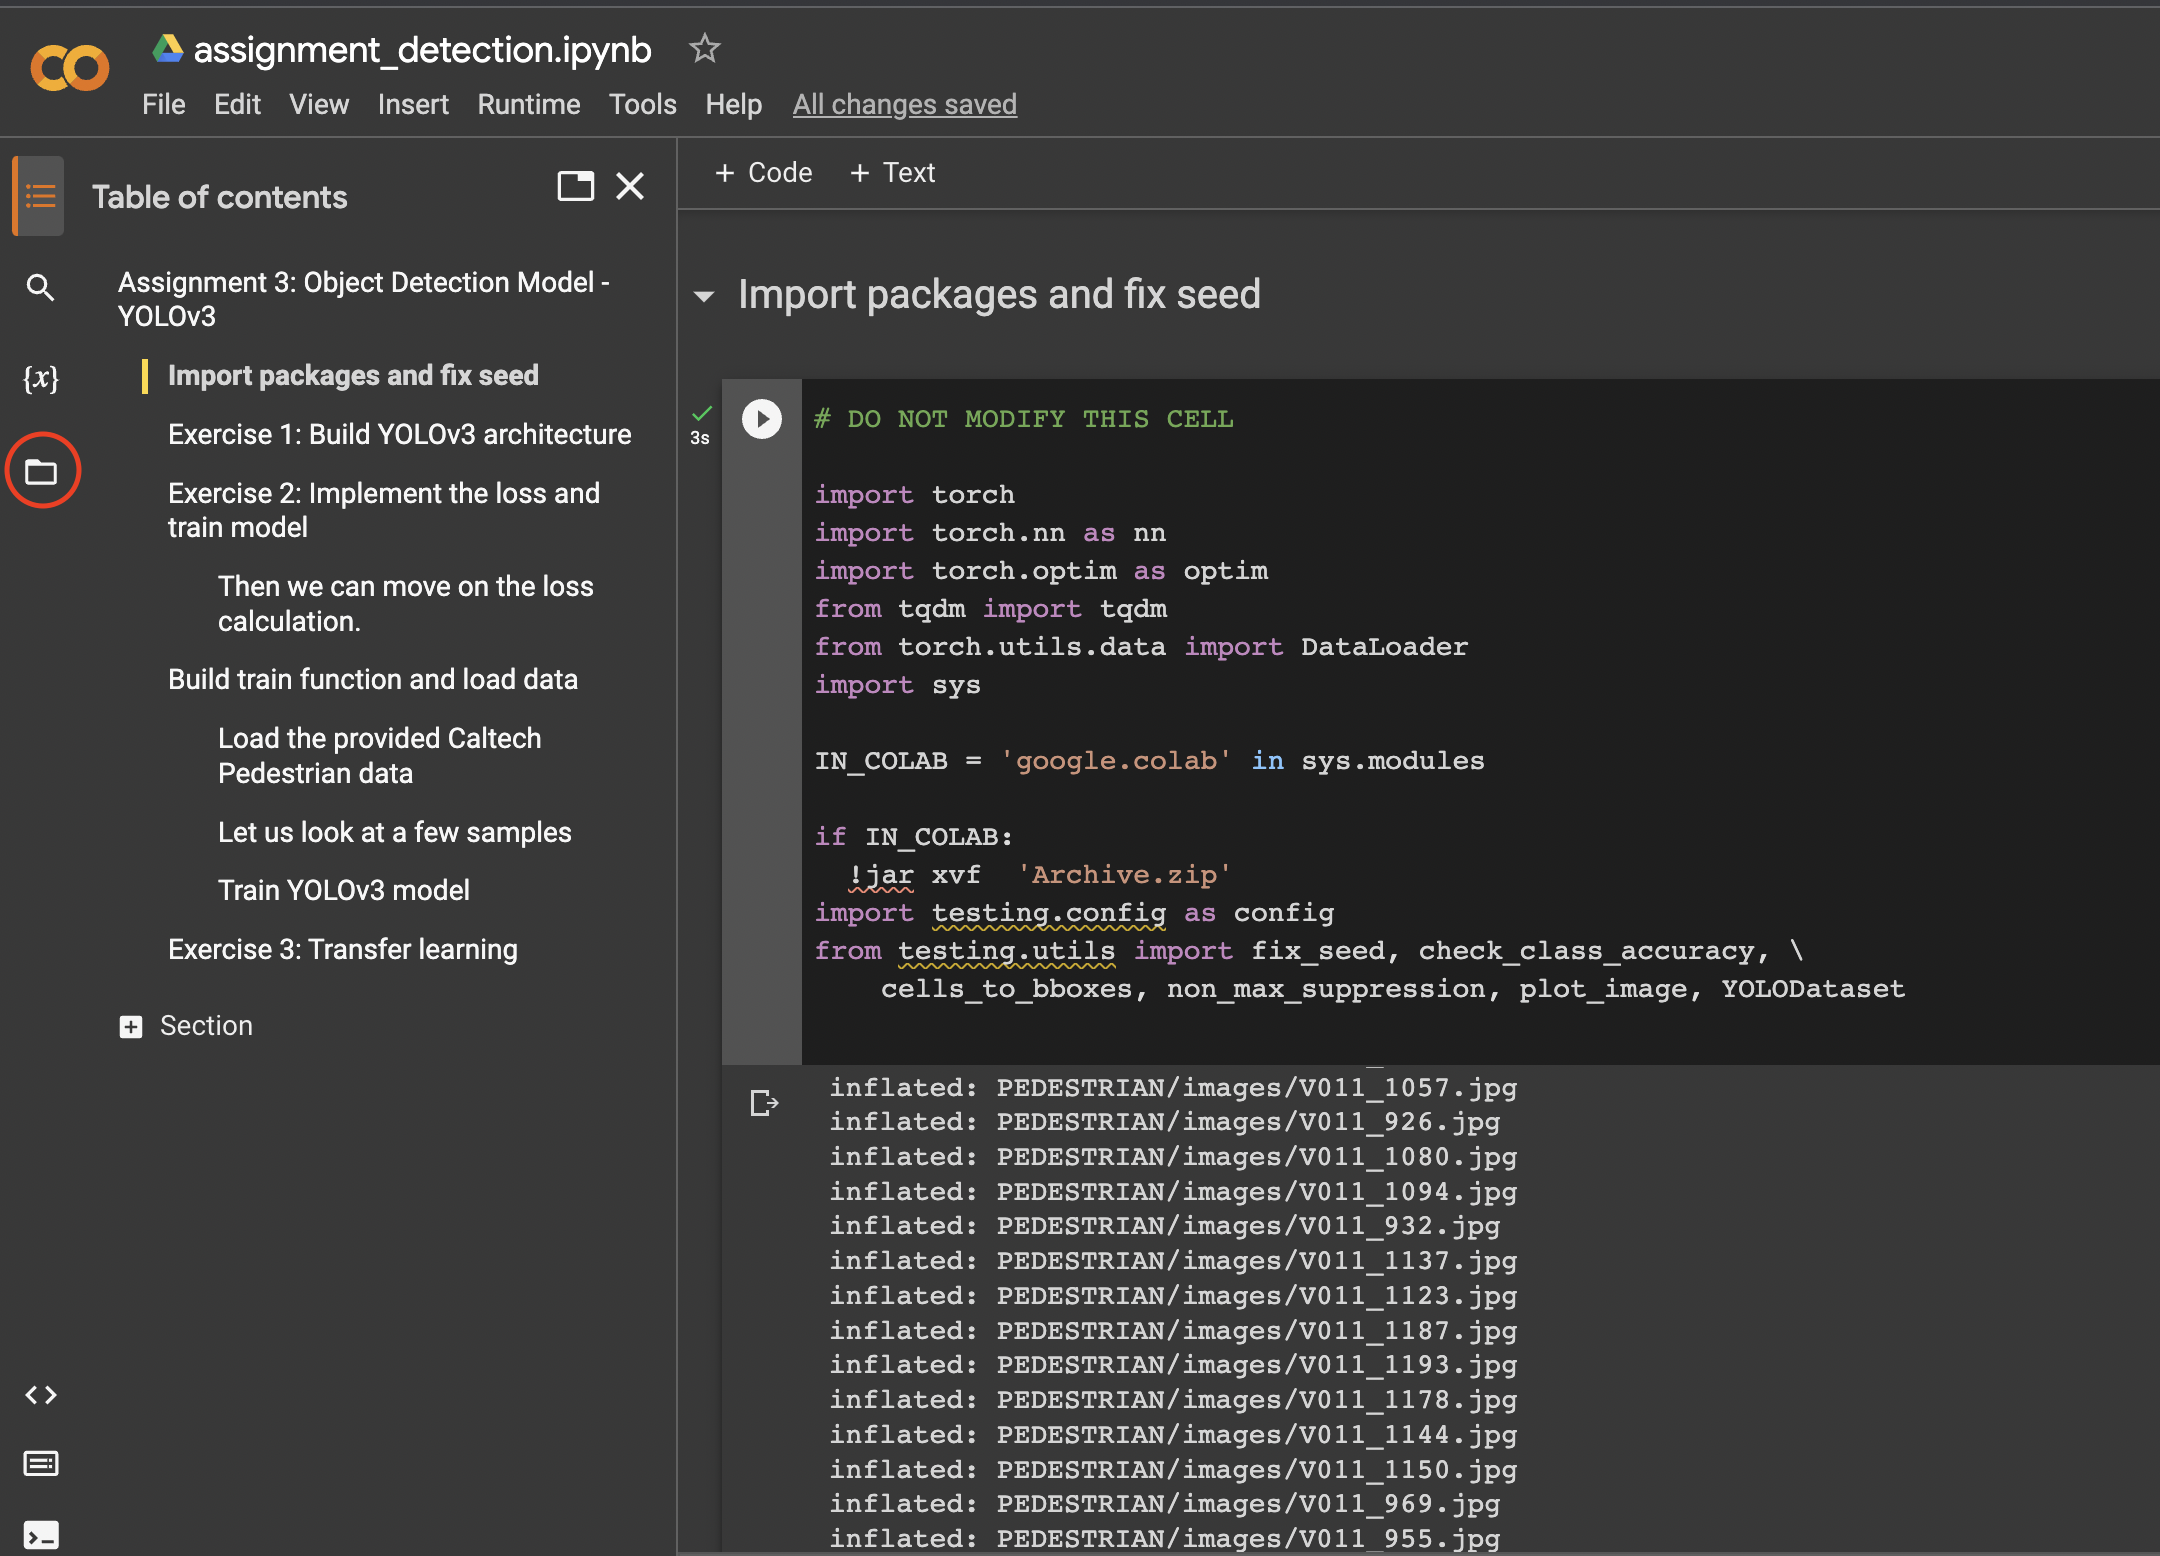 assignment_detection.ipynb
File Edit View Insert Runtime Tools Help All changes saved
Table of contents
Assignment 3: Object Detection Model -
YOLOv3
Import packages and fix seed
Exercise 1: Build YOLOv3 architecture
Exercise 2: Implement the loss and
train model
Then we can move on the loss
calculation.
Build train function and load data
Load the provided Caltech
Pedestrian data
Let us look at a few samples
Train YOLOv3 model
Exercise 3: Transfer learning
Section
{x}
+ Code + Text
Import packages and fix seed
3s
# DO NOT MODIFY THIS CELL
import torch
import torch.nn as nn
import torch.optim as optim
from tqdm import tqdm
from torch.utils.data import DataLoader
import sys
IN_COLAB = 'google.colab' in sys.modules
if IN_COLAB:
  !jar xvf  'Archive.zip'
import testing.config as config
from testing.utils import fix_seed, check_class_accuracy, \
    cells_to_bboxes, non_max_suppression, plot_image, YOLODataset
inflated: PEDESTRIAN/images/V011_1057.jpg
inflated: PEDESTRIAN/images/V011_926.jpg
inflated: PEDESTRIAN/images/V011_1080.jpg
inflated: PEDESTRIAN/images/V011_1094.jpg
inflated: PEDESTRIAN/images/V011_932.jpg
inflated: PEDESTRIAN/images/V011_1137.jpg
inflated: PEDESTRIAN/images/V011_1123.jpg
inflated: PEDESTRIAN/images/V011_1187.jpg
inflated: PEDESTRIAN/images/V011_1193.jpg
inflated: PEDESTRIAN/images/V011_1178.jpg
inflated: PEDESTRIAN/images/V011_1144.jpg
inflated: PEDESTRIAN/images/V011_1150.jpg
inflated: PEDESTRIAN/images/V011_969.jpg
inflated: PEDESTRIAN/images/V011_955.jpg